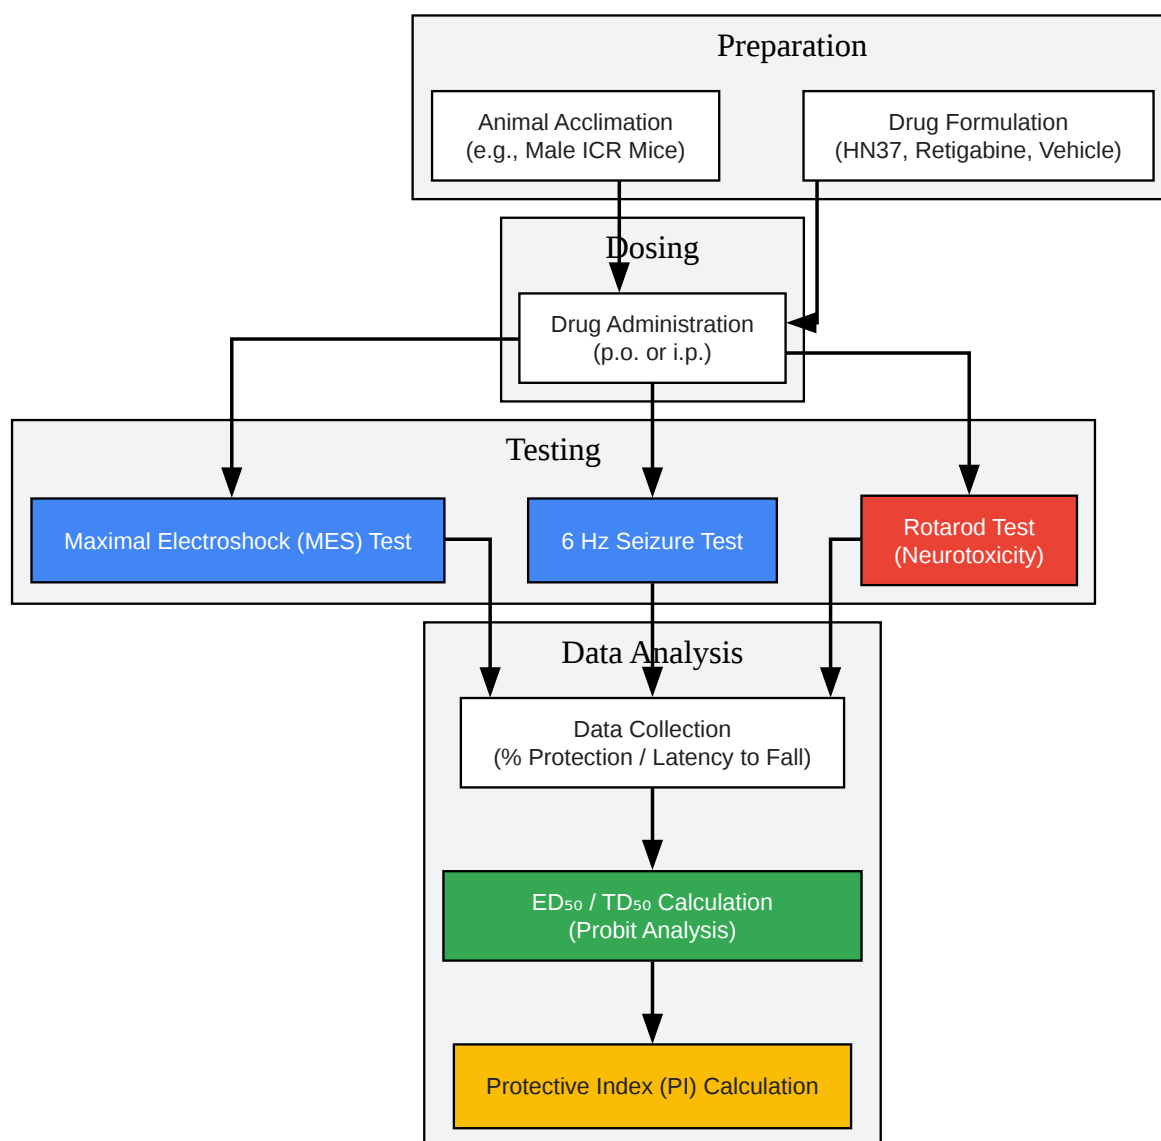 Preparation
Animal Acclimation
(e.g., Male ICR Mice)
Drug Formulation
(HN37, Retigabine, Vehicle)
Dosing
Drug Administration
(p.o. or i.p.)
Testing
Maximal Electroshock (MES) Test
6 Hz Seizure Test
Rotarod Test
(Neurotoxicity)
Data Analysis
Data Collection
(% Protection / Latency to Fall)
ED₅₀ / TD₅₀ Calculation
(Probit Analysis)
Protective Index (PI) Calculation